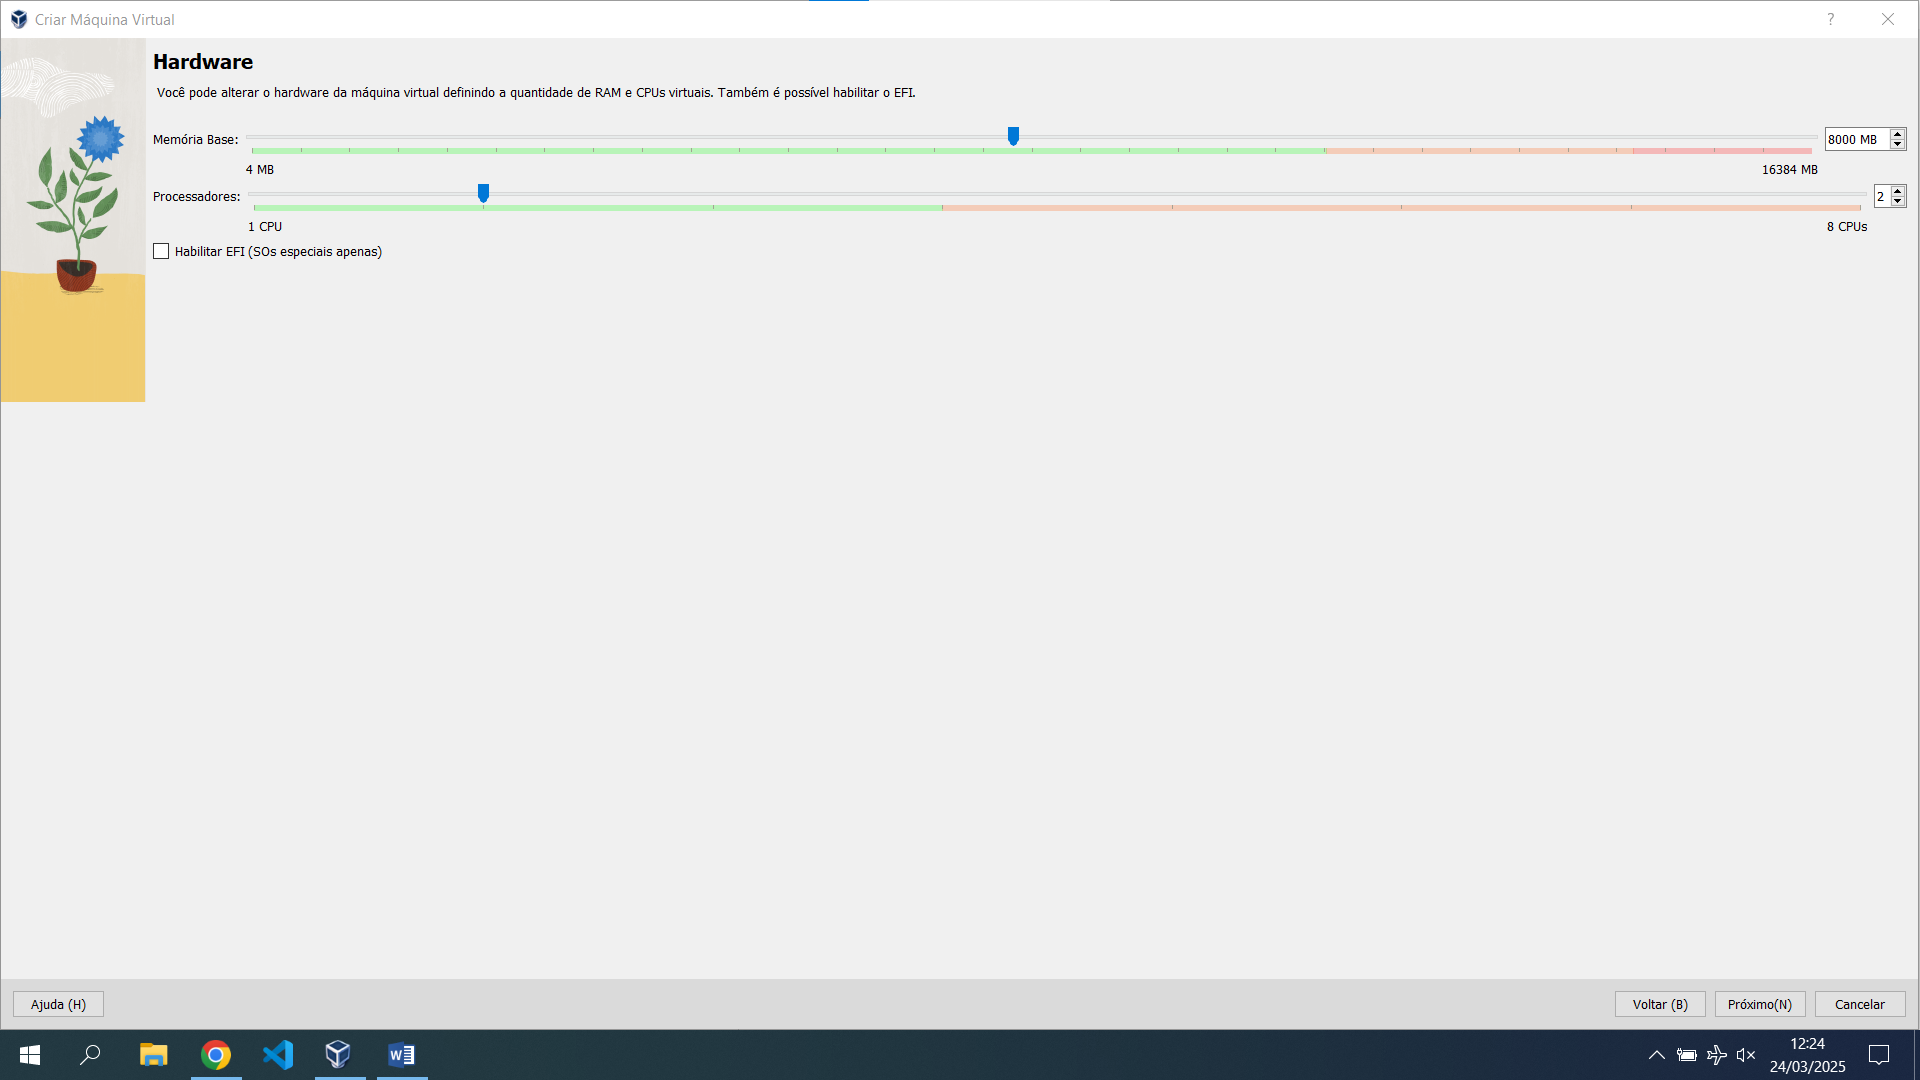 Criar Máquina Virtual
?
Hardware
Você pode alterar o hardware da máquina virtual definindo a quantidade de RAM e CPUs virtuais. Também é possível habilitar o EFI.
Memória Base:
8000 MB
4 MB
16384 MB
Processadores:
2
1 CPU
8 CPUs
Habilitar EFI (SOs especiais apenas)
Ajuda (H)
Voltar (B)
Próximo(N)
Cancelar
12:24
24/03/2025